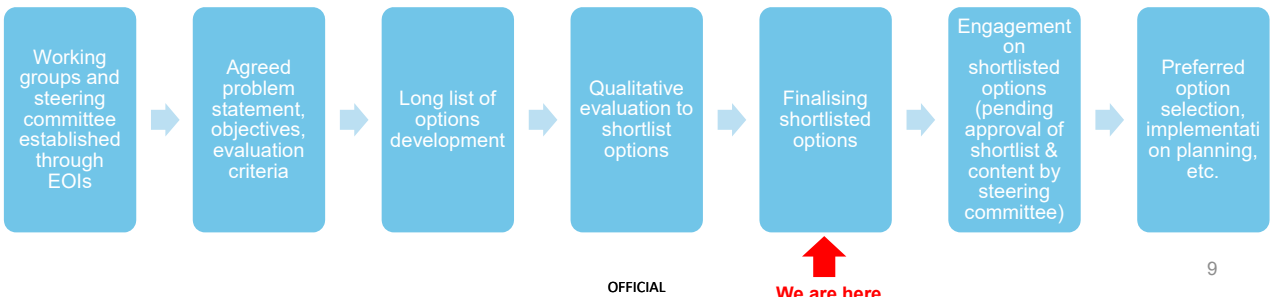 Working
groups and
steering
committee
established
through
EOIs
Agreed
problem
statement,
objectives,
evaluation
criteria
Long list of
options
development
Qualitative
evaluation to
shortlist
options
Finalising
shortlisted
options
Engagement
on
shortlisted
options
(pending
approval of
shortlist &
content by
steering
committee)
Preferred
option
selection,
implementati
on planning,
etc.
We are here
OFFICIAL
9